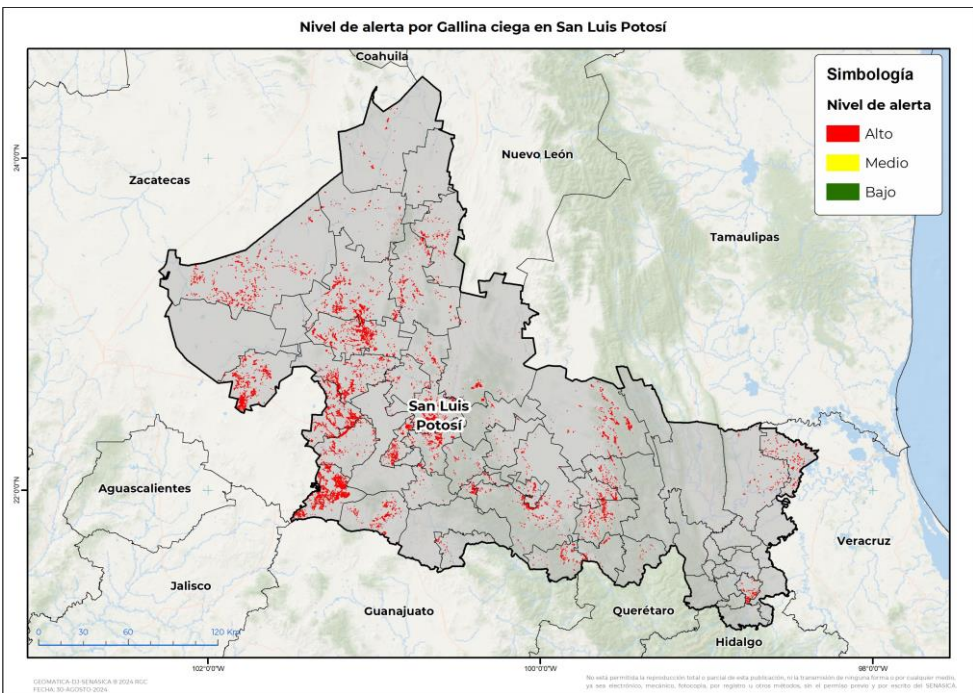 Nivel de alerta por Gallina ciega en San Luis Potosí
Coahuila
Simbología
Nivel de alerta
Alto
Medio
Bajo
24°0'0"N
Nuevo León
Zacatecas
Tamaulipas
San Luis
Potosí
22°0'0"N
Aguascalientes
Veracruz
Jalisco
Guanajuato
Querétaro
Hidalgo
0 30 60 120 Km
102°0'0"W 100°0'0"W 98°0'0"W
GEOMÁTICA-DJ-SENASICA © 2024 RGC
FECHA: 30-AGOSTO-2024
No está permitida la reproducción total o parcial de esta publicación, ni la transmisión de ninguna forma o por cualquier medio,
ya sea electrónico, mecánico, fotocopia, por registro u otros métodos, sin el permiso previo y por escrito del SENASICA.